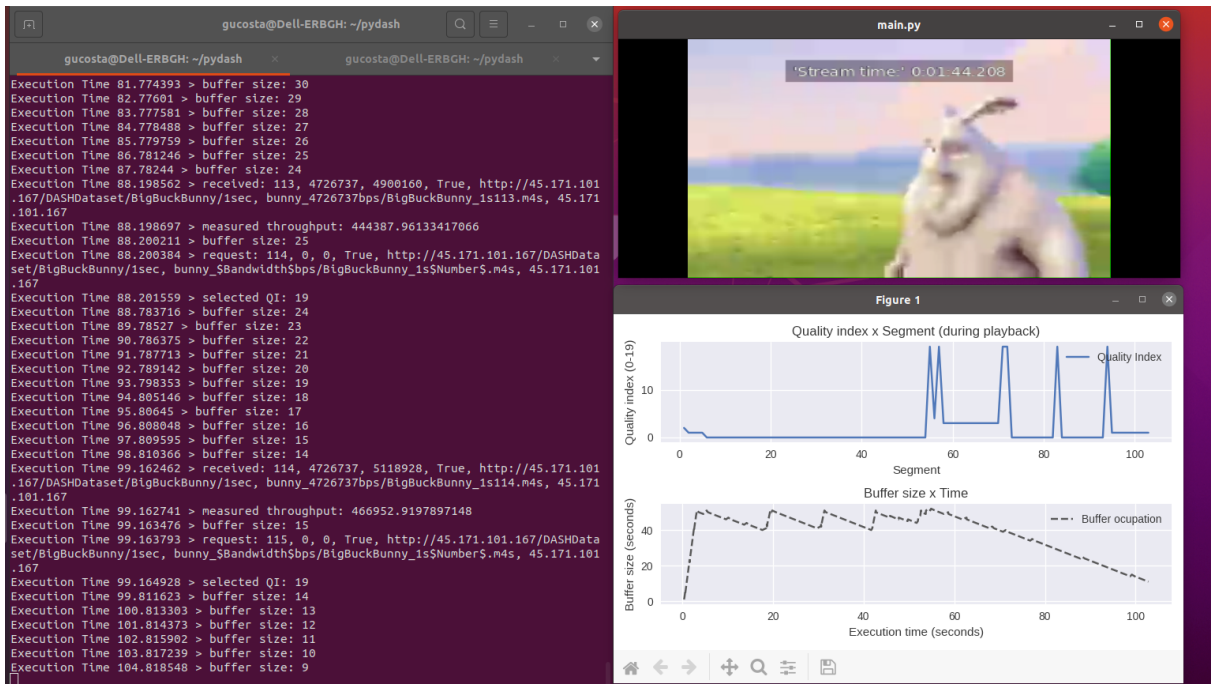 gucosta@Dell-ERBGH: ~/pydash
gucosta@Dell-ERBGH: ~/pydash
gucosta@Dell-ERBGH: ~/pydash
Execution Time 81.774393 > buffer size: 30
Execution Time 82.77601 > buffer size: 29
Execution Time 83.777581 > buffer size: 28
Execution Time 84.778488 > buffer size: 27
Execution Time 85.779759 > buffer size: 26
Execution Time 86.781246 > buffer size: 25
Execution Time 87.78244 > buffer size: 24
Execution Time 88.198562 > received: 113, 4726737, 4900160, True, http://45.171.101
.167/DASHDataset/BigBuckBunny/1sec, bunny_4726737bps/BigBuckBunny_1s113.m4s, 45.171
.101.167
Execution Time 88.198697 > measured throughput: 444387.96133417066
Execution Time 88.200211 > buffer size: 25
Execution Time 88.200384 > request: 114, 0, 0, True, http://45.171.101.167/DASHData
set/BigBuckBunny/1sec, bunny_$Bandwidth$bps/BigBuckBunny_1s$Number$.m4s, 45.171.101
.167
Execution Time 88.201559 > selected QI: 19
Execution Time 88.783716 > buffer size: 24
Execution Time 89.78527 > buffer size: 23
Execution Time 90.786375 > buffer size: 22
Execution Time 91.787713 > buffer size: 21
Execution Time 92.789142 > buffer size: 20
Execution Time 93.798353 > buffer size: 19
Execution Time 94.805146 > buffer size: 18
Execution Time 95.80645 > buffer size: 17
Execution Time 96.808048 > buffer size: 16
Execution Time 97.809595 > buffer size: 15
Execution Time 98.810366 > buffer size: 14
Execution Time 99.162462 > received: 114, 4726737, 5118928, True, http://45.171.101
.167/DASHDataset/BigBuckBunny/1sec, bunny_4726737bps/BigBuckBunny_1s114.m4s, 45.171
.101.167
Execution Time 99.162741 > measured throughput: 466952.9197897148
Execution Time 99.163476 > buffer size: 15
Execution Time 99.163793 > request: 115, 0, 0, True, http://45.171.101.167/DASHData
set/BigBuckBunny/1sec, bunny_$Bandwidth$bps/BigBuckBunny_1s$Number$.m4s, 45.171.101
.167
Execution Time 99.164928 > selected QI: 19
Execution Time 99.811623 > buffer size: 14
Execution Time 100.813303 > buffer size: 13
Execution Time 101.814373 > buffer size: 12
Execution Time 102.815902 > buffer size: 11
Execution Time 103.817239 > buffer size: 10
Execution Time 104.818548 > buffer size: 9
main.py
'Stream time:' 0:01:44.208
Figure 1
Quality index x Segment (during playback)
Quality index (0-19)
10
0
Quality Index
0 20 40 60 80 100
Segment
Buffer size x Time
Buffer size (seconds)
40
20
0
Buffer ocupation
0 20 40 60 80 100
Execution time (seconds)